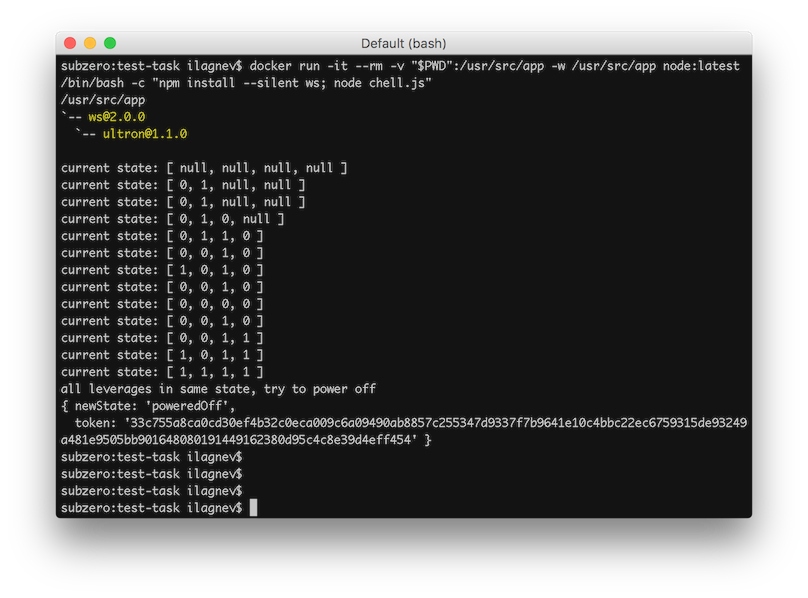 Default (bash)
subzero:test-task ilagnev$ docker run -it --rm -v "$PWD":/usr/src/app -w /usr/src/app node:latest
/bin/bash -c "npm install --silent ws; node chell.js"
/usr/src/app
`-- ws@2.0.0
  `-- ultron@1.1.0
current state: [ null, null, null, null ]
current state: [ 0, 1, null, null ]
current state: [ 0, 1, null, null ]
current state: [ 0, 1, 0, null ]
current state: [ 0, 1, 1, 0 ]
current state: [ 0, 0, 1, 0 ]
current state: [ 1, 0, 1, 0 ]
current state: [ 0, 0, 1, 0 ]
current state: [ 0, 0, 0, 0 ]
current state: [ 0, 0, 1, 0 ]
current state: [ 0, 0, 1, 1 ]
current state: [ 1, 0, 1, 1 ]
current state: [ 1, 1, 1, 1 ]
all leverages in same state, try to power off
{ newState: 'poweredOff',
  token: '33c755a8ca0cd30ef4b32c0eca009c6a09490ab8857c255347d9337f7b9641e10c4bbc22ec6759315de93249
a481e9505bb901648080191449162380d95c4c8e39d4eff454' }
subzero:test-task ilagnev$
subzero:test-task ilagnev$
subzero:test-task ilagnev$
subzero:test-task ilagnev$